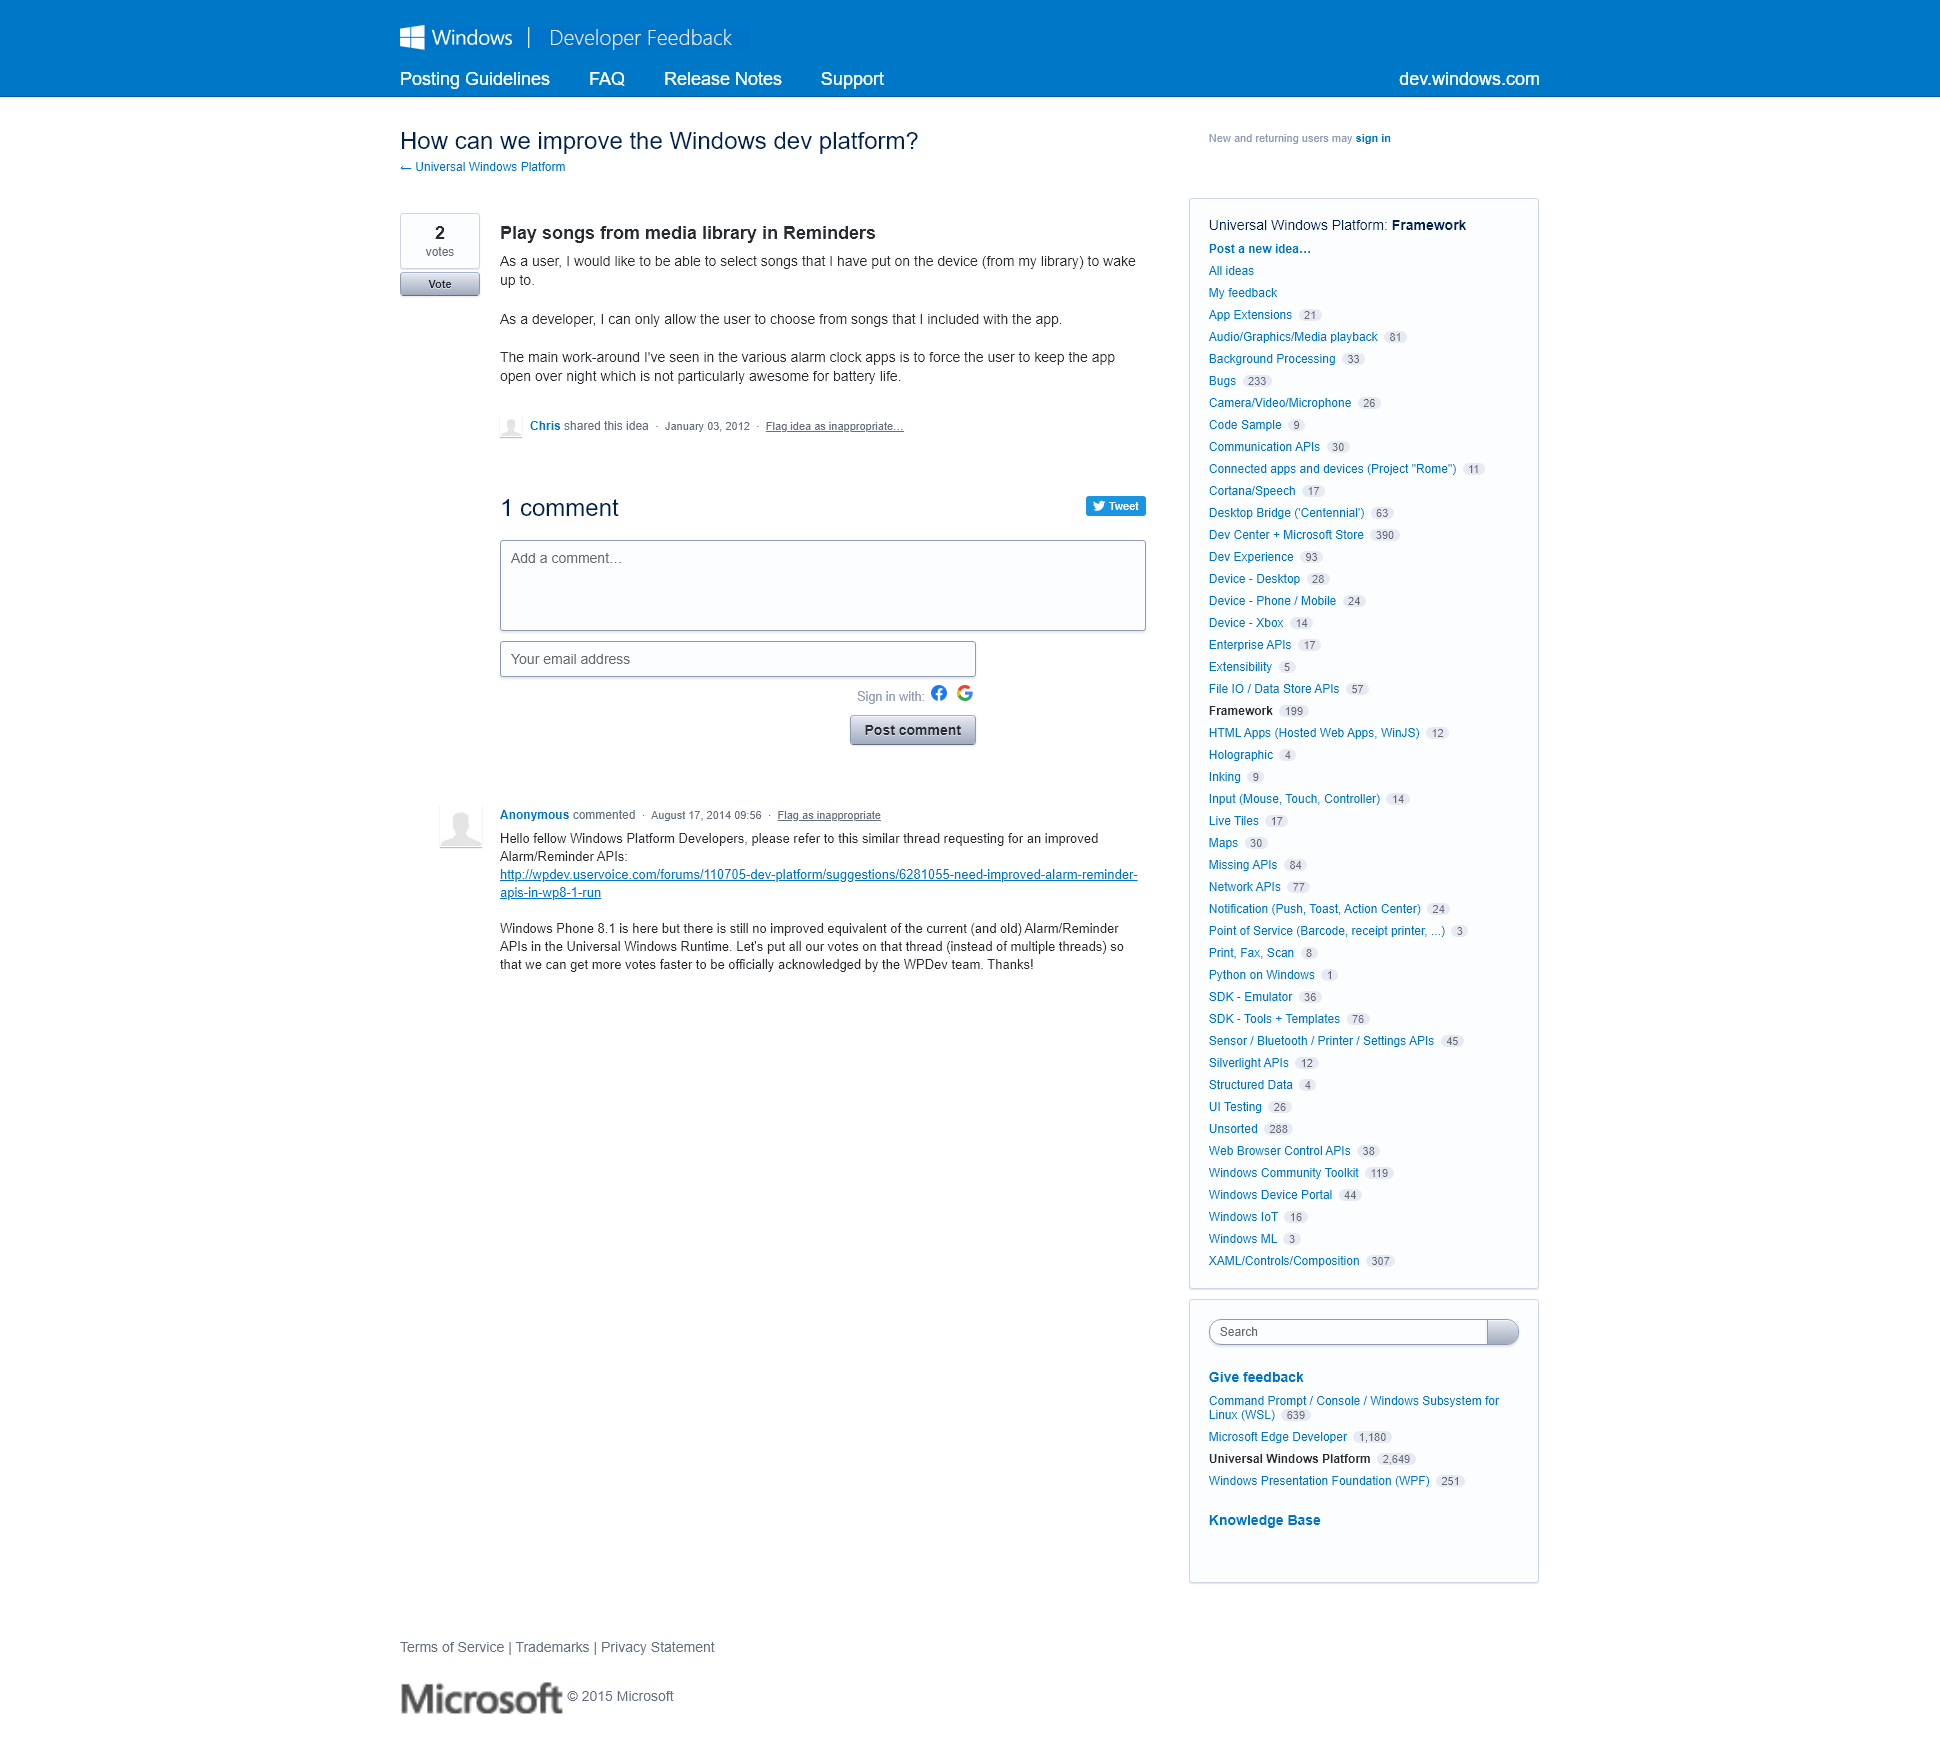 Windows | Developer Feedback
Posting Guidelines FAQ Release Notes Support dev.windows.com
How can we improve the Windows dev platform?
← Universal Windows Platform
New and returning users may sign in
2
votes
Vote
Play songs from media library in Reminders
As a user, I would like to be able to select songs that I have put on the device (from my library) to wake
up to.
As a developer, I can only allow the user to choose from songs that I included with the app.
The main work-around I've seen in the various alarm clock apps is to force the user to keep the app
open over night which is not particularly awesome for battery life.
Chris shared this idea · January 03, 2012 · Flag idea as inappropriate…
1 comment
Tweet
Add a comment…
Your email address
Sign in with:
Post comment
Anonymous commented · August 17, 2014 09:56 · Flag as inappropriate
Hello fellow Windows Platform Developers, please refer to this similar thread requesting for an improved
Alarm/Reminder APIs:
http://wpdev.uservoice.com/forums/110705-dev-platform/suggestions/6281055-need-improved-alarm-reminder-
apis-in-wp8-1-run
Windows Phone 8.1 is here but there is still no improved equivalent of the current (and old) Alarm/Reminder
APIs in the Universal Windows Runtime. Let's put all our votes on that thread (instead of multiple threads) so
that we can get more votes faster to be officially acknowledged by the WPDev team. Thanks!
Universal Windows Platform: Framework
Post a new idea…
All ideas
My feedback
App Extensions 21
Audio/Graphics/Media playback 81
Background Processing 33
Bugs 233
Camera/Video/Microphone 26
Code Sample 9
Communication APIs 30
Connected apps and devices (Project "Rome") 11
Cortana/Speech 17
Desktop Bridge ('Centennial') 63
Dev Center + Microsoft Store 390
Dev Experience 93
Device - Desktop 28
Device - Phone / Mobile 24
Device - Xbox 14
Enterprise APIs 17
Extensibility 5
File IO / Data Store APIs 57
Framework 199
HTML Apps (Hosted Web Apps, WinJS) 12
Holographic 4
Inking 9
Input (Mouse, Touch, Controller) 14
Live Tiles 17
Maps 30
Missing APIs 84
Network APIs 77
Notification (Push, Toast, Action Center) 24
Point of Service (Barcode, receipt printer, ...) 3
Print, Fax, Scan 8
Python on Windows 1
SDK - Emulator 36
SDK - Tools + Templates 76
Sensor / Bluetooth / Printer / Settings APIs 45
Silverlight APIs 12
Structured Data 4
UI Testing 26
Unsorted 288
Web Browser Control APIs 38
Windows Community Toolkit 119
Windows Device Portal 44
Windows IoT 16
Windows ML 3
XAML/Controls/Composition 307
Search
Give feedback
Command Prompt / Console / Windows Subsystem for
Linux (WSL) 639
Microsoft Edge Developer 1,180
Universal Windows Platform 2,649
Windows Presentation Foundation (WPF) 251
Knowledge Base
Terms of Service | Trademarks | Privacy Statement
Microsoft © 2015 Microsoft